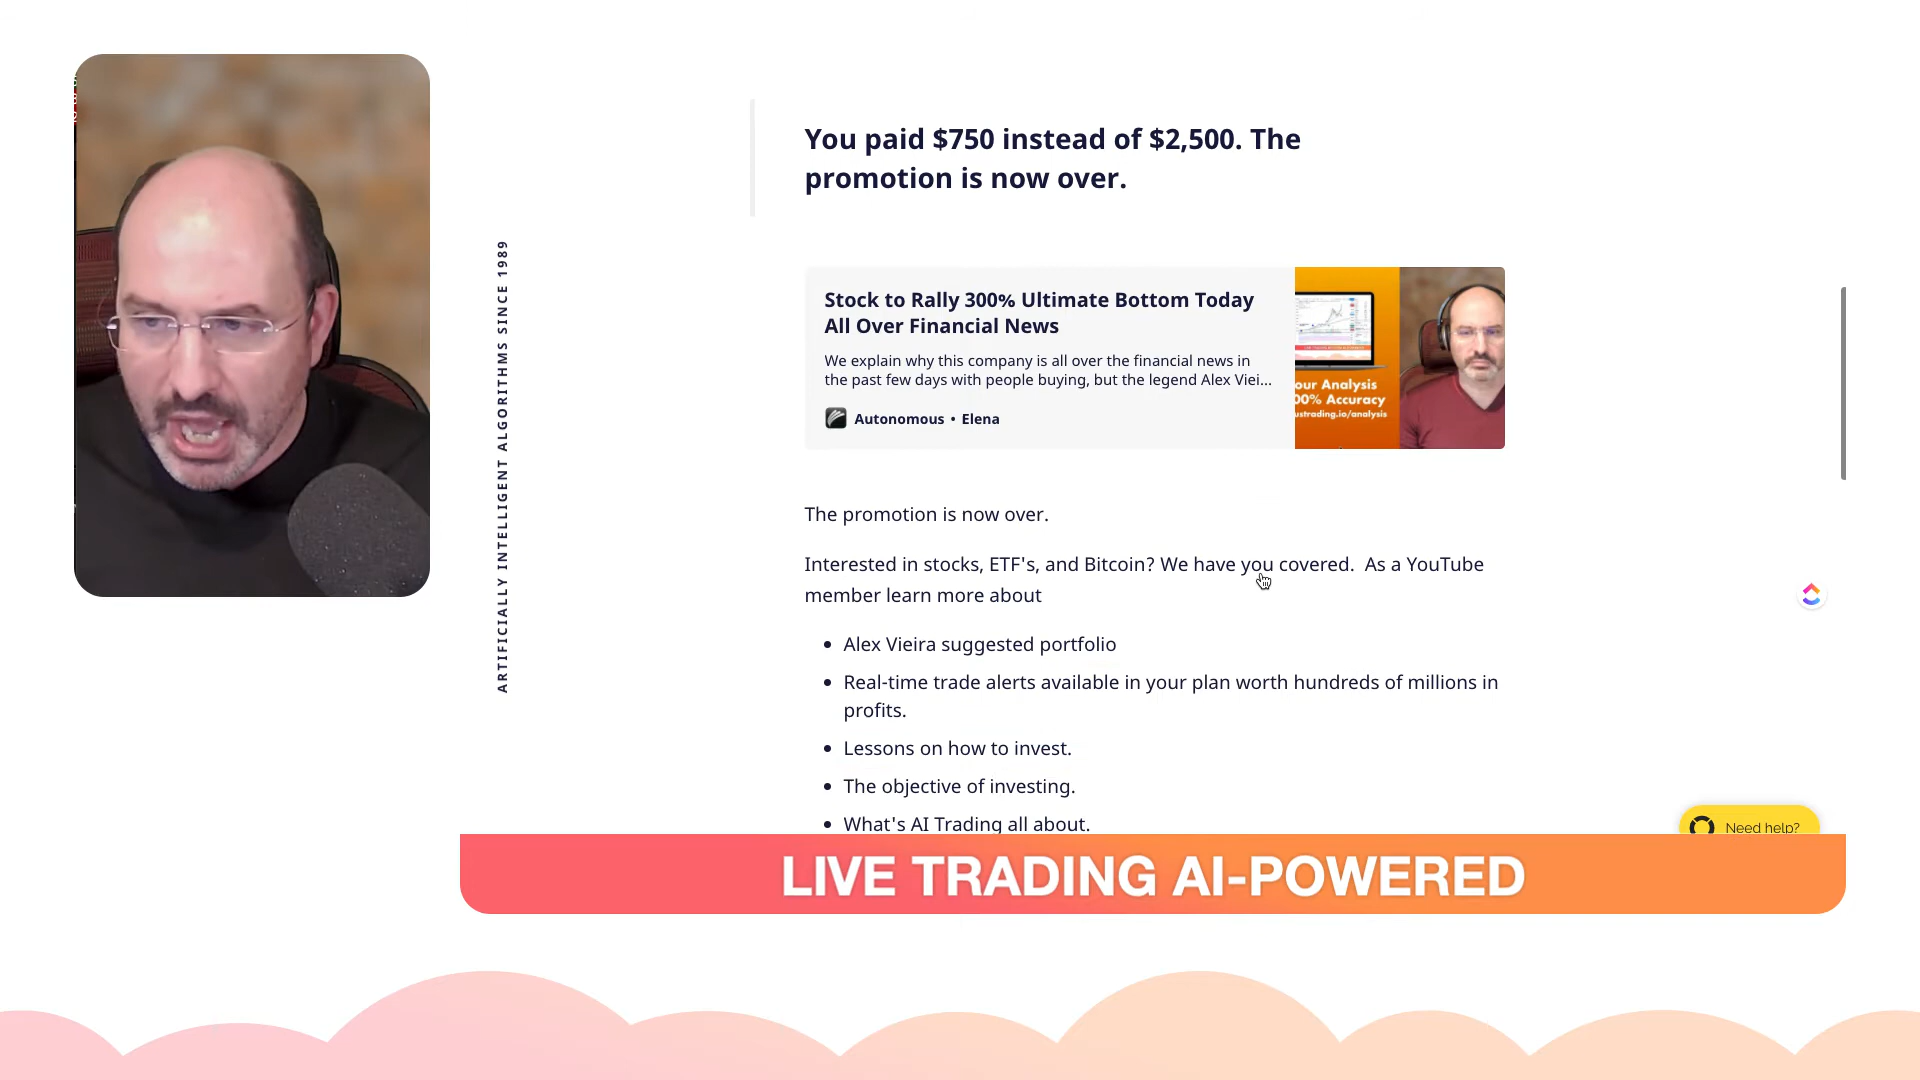 You paid $750 instead of $2,500. The
promotion is now over.
ARTIFICIALLY INTELLIGENT ALGORITHMS SINCE 1989
Stock to Rally 300% Ultimate Bottom Today
All Over Financial News
We explain why this company is all over the financial news in
the past few days with people buying, but the legend Alex Viei...
Autonomous • Elena
our Analysis
00% Accuracy
ustrading.io/analysis
The promotion is now over.
Interested in stocks, ETF's, and Bitcoin? We have you covered.  As a YouTube
member learn more about
• Alex Vieira suggested portfolio
• Real-time trade alerts available in your plan worth hundreds of millions in
profits.
• Lessons on how to invest.
• The objective of investing.
• What's AI Trading all about.
Need help?
LIVE TRADING AI-POWERED